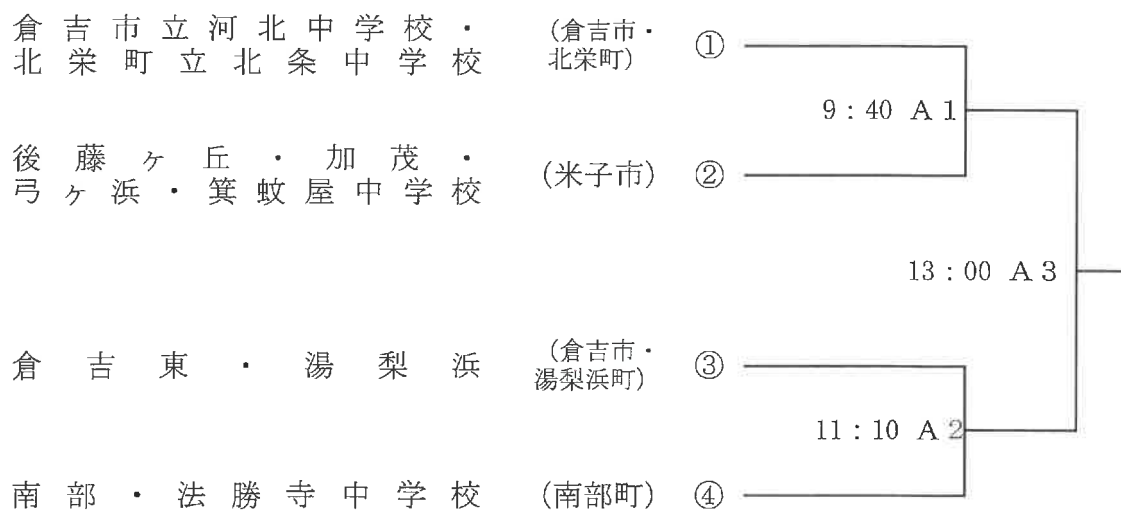 倉吉市立河北中学校・
北栄町立北条中学校
(倉吉市・
北栄町)
①
9:40 A1
後藤ヶ丘・加茂・
弓ヶ浜・箕蚊屋中学校
(米子市)
②
13:00 A3
倉吉東・湯梨浜
(倉吉市・
湯梨浜町)
③
11:10 A2
南部・法勝寺中学校
(南部町)
④